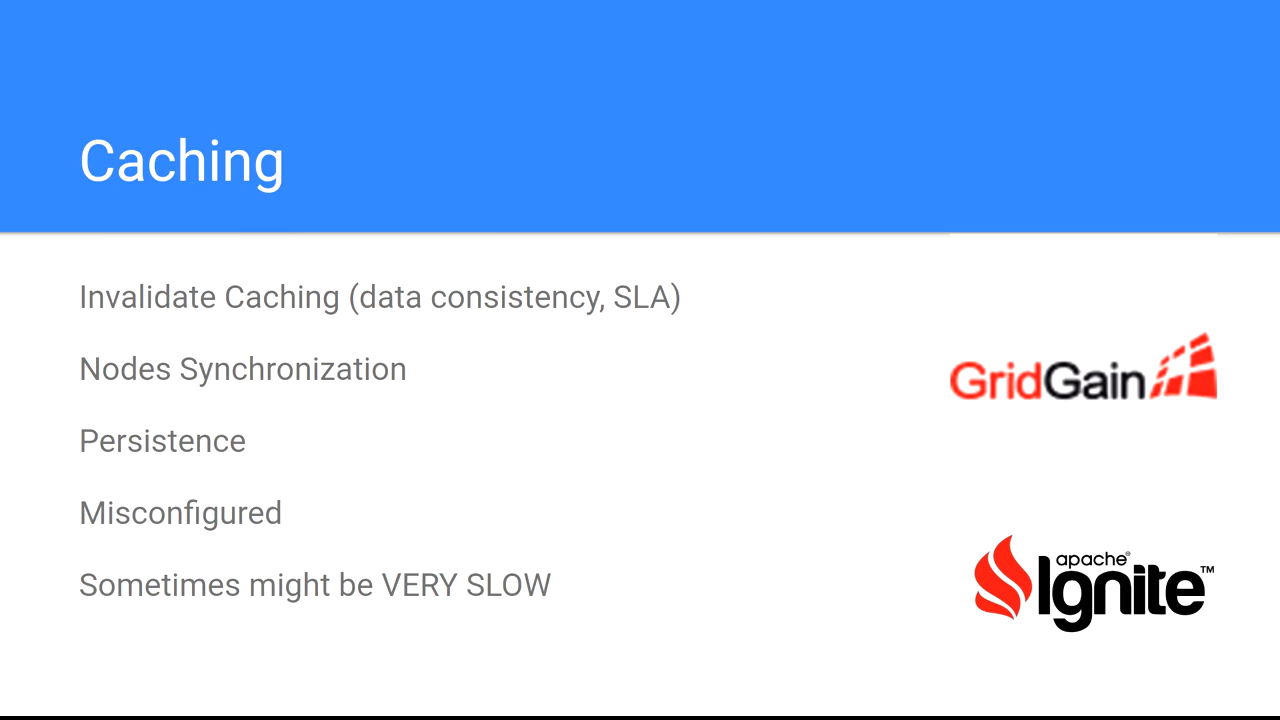 Caching
Invalidate Caching (data consistency, SLA)
Nodes Synchronization
Persistence
Misconfigured
Sometimes might be VERY SLOW
GridGain
apache®
Ignite™